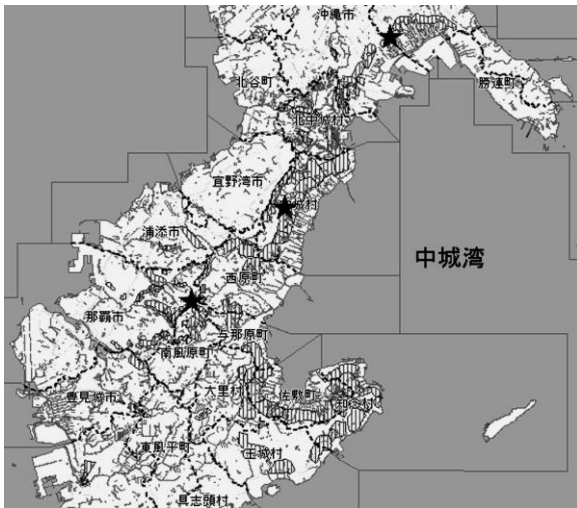 沖縄市
勝連町
北谷町
北中城村
宜野湾市
城村
浦添市
中城湾
西原町
那覇市
与那原町
南風原町
大里村
佐敷町
知念村
豊見城市
東風平町
玉城村
具志頭村